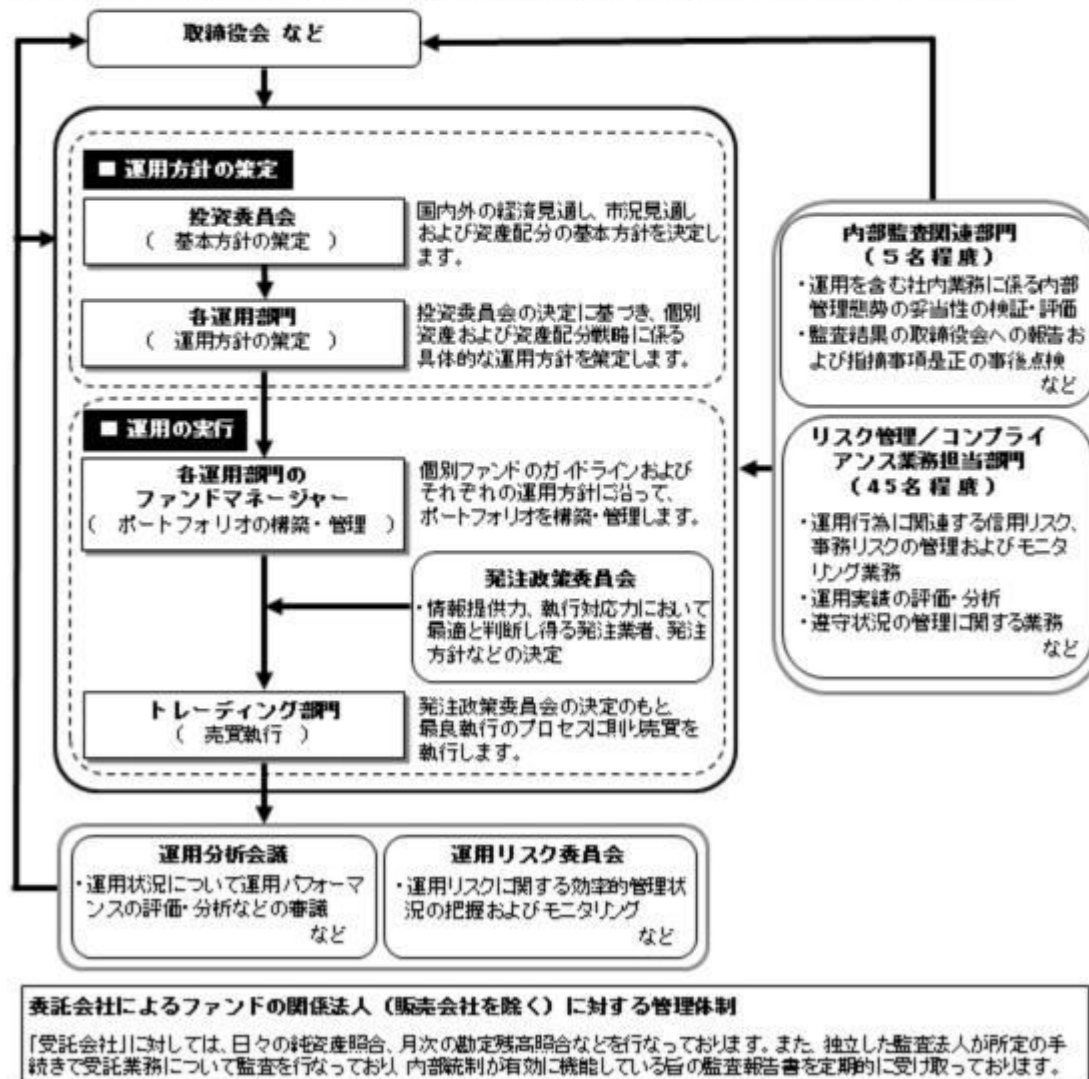 取締役会 など
■ 運用方針の策定
投資委員会
（ 基本方針の策定 ）
国内外の経済見通し、市況見通し
および資産配分の基本方針を決定し
ます。
各運用部門
（ 運用方針の策定 ）
投資委員会の決定に基づき、個別
資産および資産配分戦略に係る
具体的な運用方針を策定します。
■ 運用の実行
各運用部門の
ファンドマネージャー
（ ポートフォリオの構築・管理 ）
個別ファンドのガイドラインおよび
それぞれの運用方針に沿って、
ポートフォリオを構築・管理します。
発注政策委員会
・情報提供力、執行対応力において
最適と判断し得る発注業者、発注
方針などの決定
トレーディング部門
（ 売買執行 ）
発注政策委員会の決定のもと、
最良執行のプロセスに則り売買を
執行します。
運用分析会議
・運用状況について運用パフォーマ
ンスの評価・分析などの審議
など
運用リスク委員会
・運用リスクに関する効率的管理状
況の把握およびモニタリング
など
内部監査関連部門
（５名程度）
・運用を含む社内業務に係る内部
管理態勢の妥当性の検証・評価
・監査結果の取締役会への報告お
よび指摘事項是正の事後点検
など
リスク管理／コンプライ
アンス業務担当部門
（45名程度）
・運用行為に関連する信用リスク、
事務リスクの管理およびモニタ
リング業務
・運用実績の評価・分析
・遵守状況の管理に関する業務
など
委託会社によるファンドの関係法人（販売会社を除く）に対する管理体制
「受託会社」に対しては、日々の純資産照合、月次の勘定残高照合などを行なっております。また、独立した監査法人が所定の手
続きで受託業務について監査を行なっており、内部統制が有効に機能している旨の監査報告書を定期的に受け取っております。